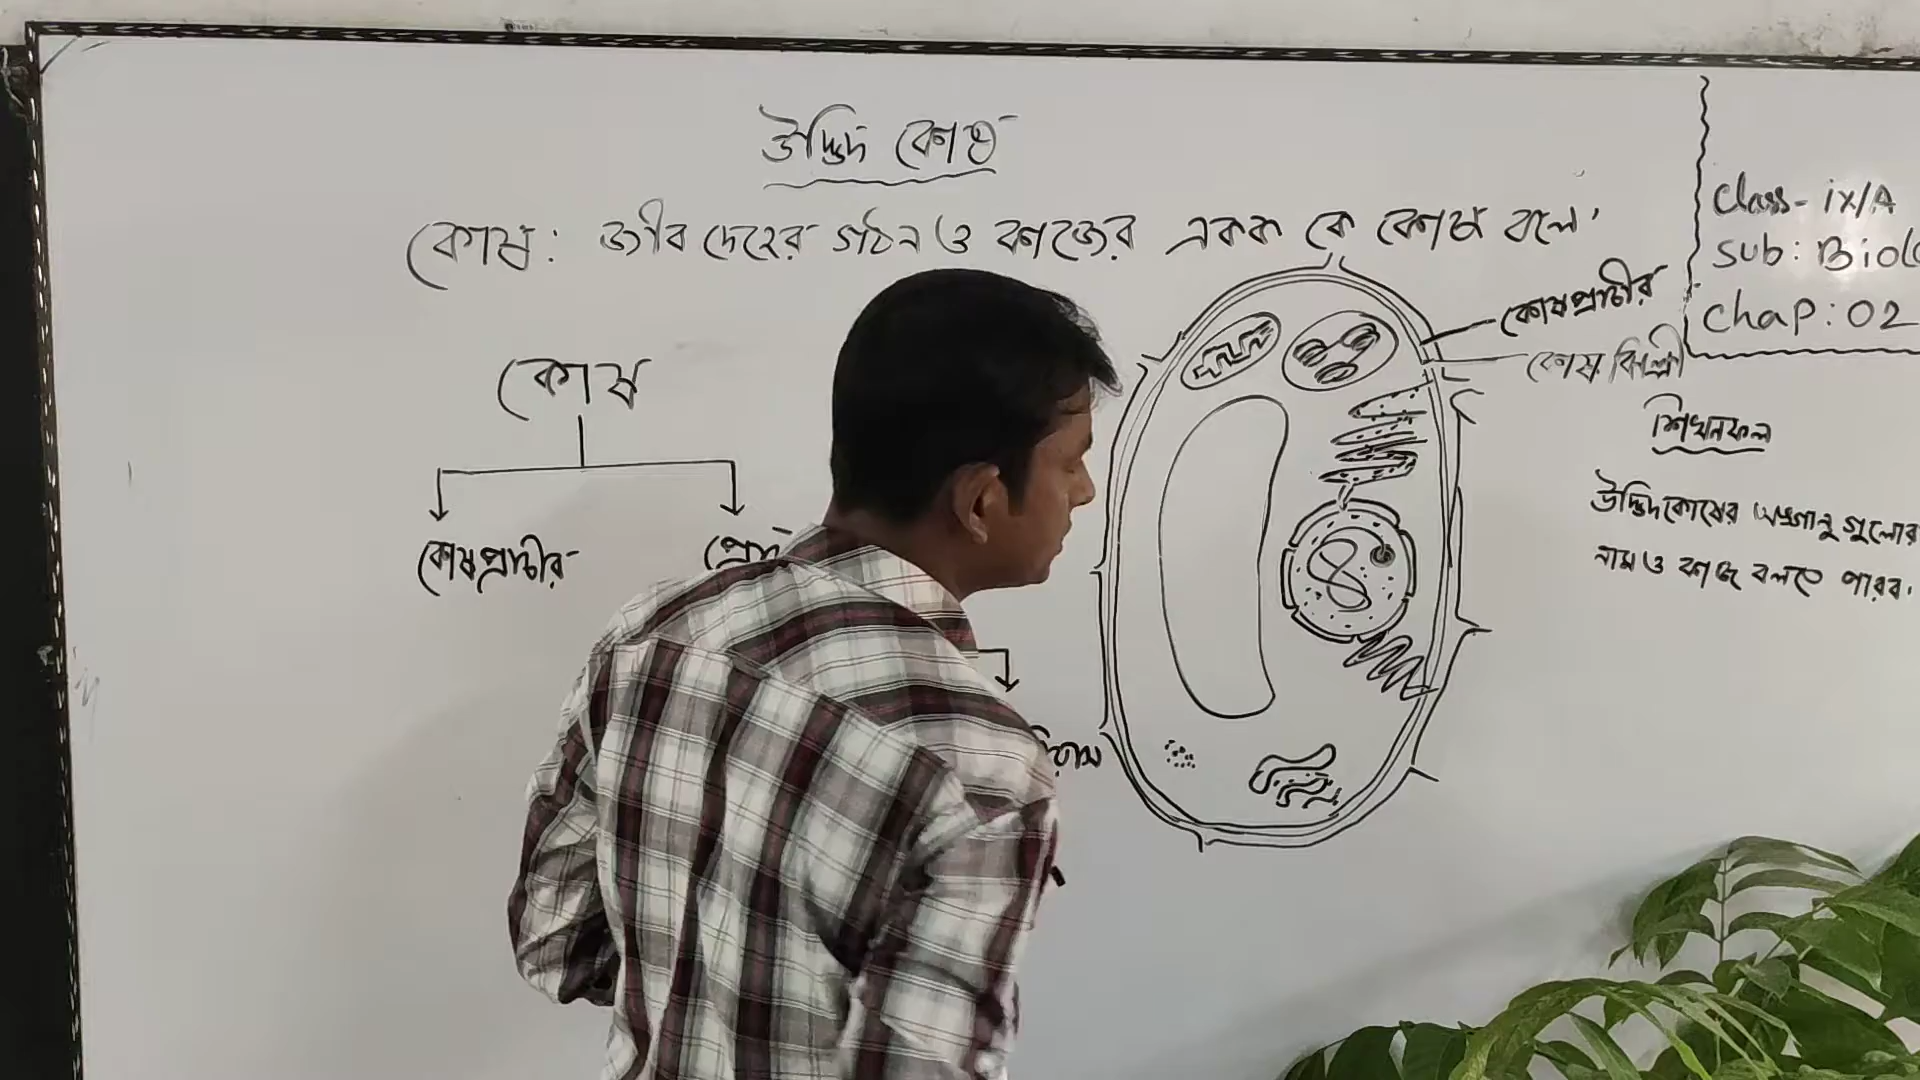 উদ্ভিদ কোষ
কোষ: জীব দেহের গঠন ও কাজের একক কে কোষ বলে।
class- ix/A
sub: Biolo
chap: 02
কোষপ্রাচীর
কোষ ঝিল্লী
কোষ
কোষপ্রাচীর
শিখনফল
উদ্ভিদকোষের অঙ্গানু গুলোর
নাম ও কাজ বলতে পারব।